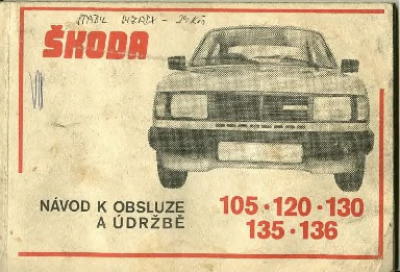 ŠKODA
NÁVOD K OBSLUZE
A ÚDRŽBĚ
105 · 120 · 130
135 · 136